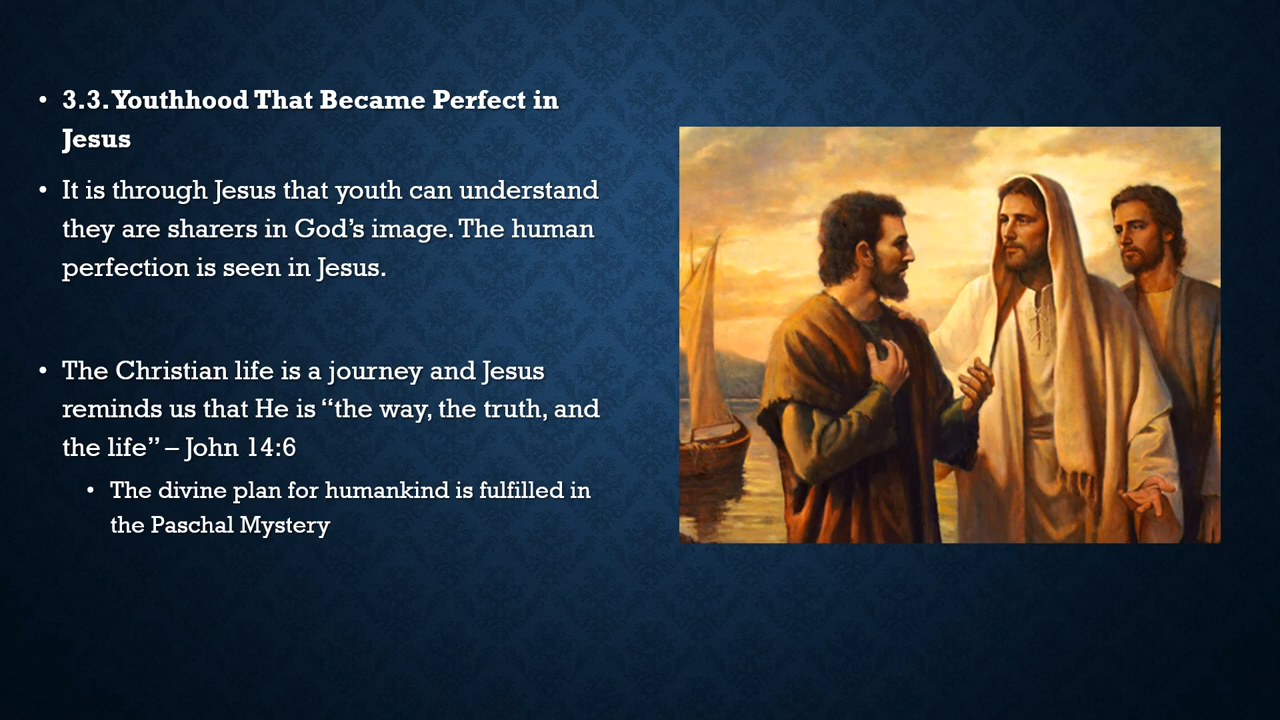 • 3.3. Youthhood That Became Perfect in
Jesus
• It is through Jesus that youth can understand
they are sharers in God’s image. The human
perfection is seen in Jesus.
• The Christian life is a journey and Jesus
reminds us that He is “the way, the truth, and
the life” – John 14:6
• The divine plan for humankind is fulfilled in
the Paschal Mystery